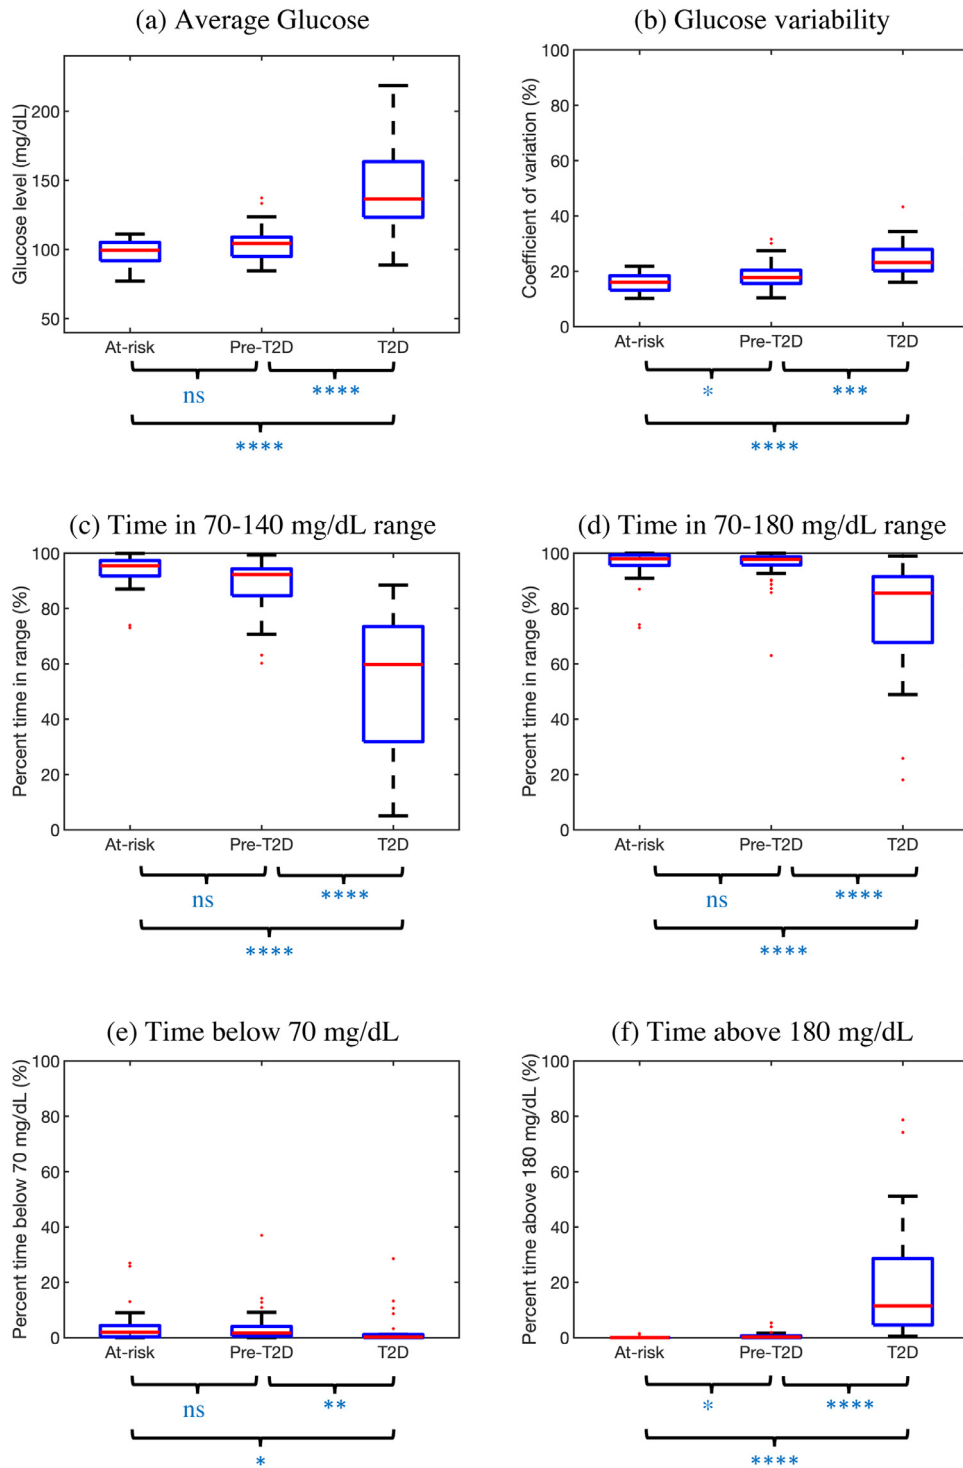 (a) Average Glucose
Glucose level (mg/dL)
200
150
100
50
At-risk Pre-T2D T2D
ns ****
****
(b) Glucose variability
Coefficient of variation (%)
100
80
60
40
20
0
At-risk Pre-T2D T2D
* ***
****
(c) Time in 70-140 mg/dL range
Percent time in range (%)
100
80
60
40
20
0
At-risk Pre-T2D T2D
ns ****
****
(d) Time in 70-180 mg/dL range
Percent time in range (%)
100
80
60
40
20
0
At-risk Pre-T2D T2D
ns ****
****
(e) Time below 70 mg/dL
Percent time below 70 mg/dL (%)
100
80
60
40
20
0
At-risk Pre-T2D T2D
ns **
*
(f) Time above 180 mg/dL
Percent time above 180 mg/dL (%)
100
80
60
40
20
0
At-risk Pre-T2D T2D
* ****
****